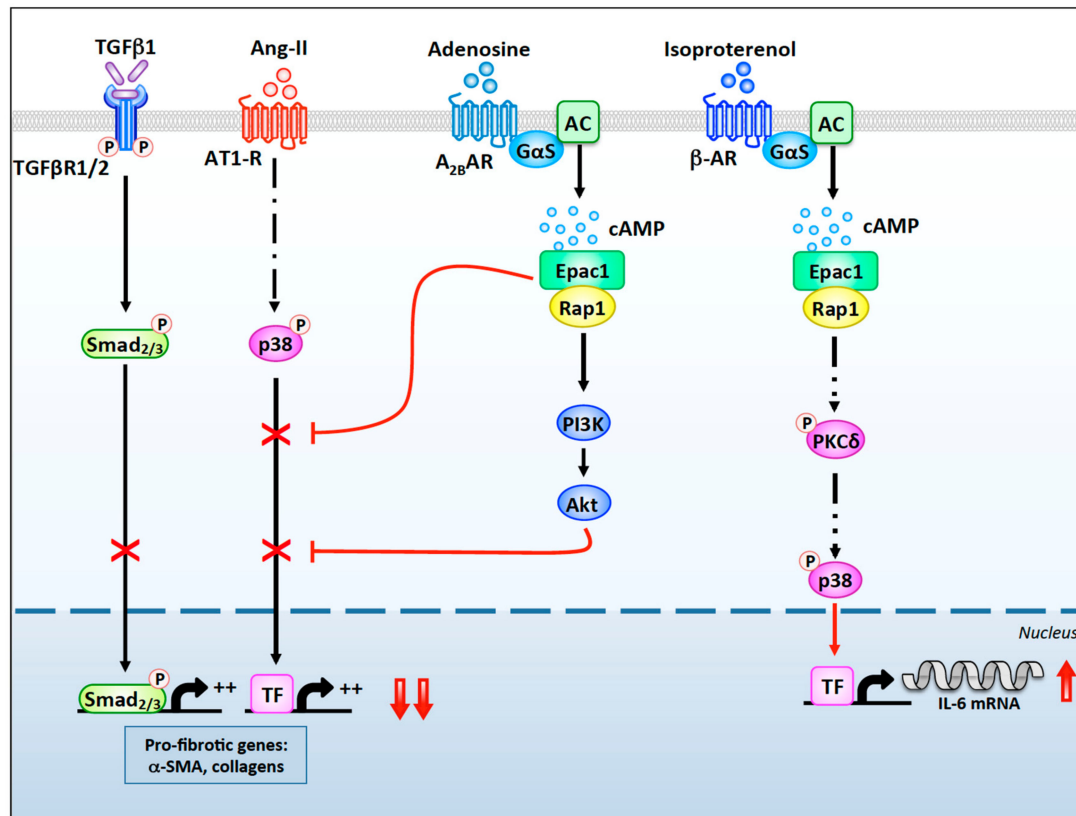 TGFβ1
Ang-II
Adenosine
Isoproterenol
P P
TGFβR1/2
AT1-R
A2BAR
GαS
AC
β-AR
GαS
AC
cAMP
cAMP
Epac1
Rap1
Epac1
Rap1
P
Smad2/3
P
p38
PI3K
P
PKCδ
Akt
P
p38
Nucleus
P
Smad2/3
++
TF
++
TF
IL-6 mRNA
Pro-fibrotic genes:
α-SMA, collagens